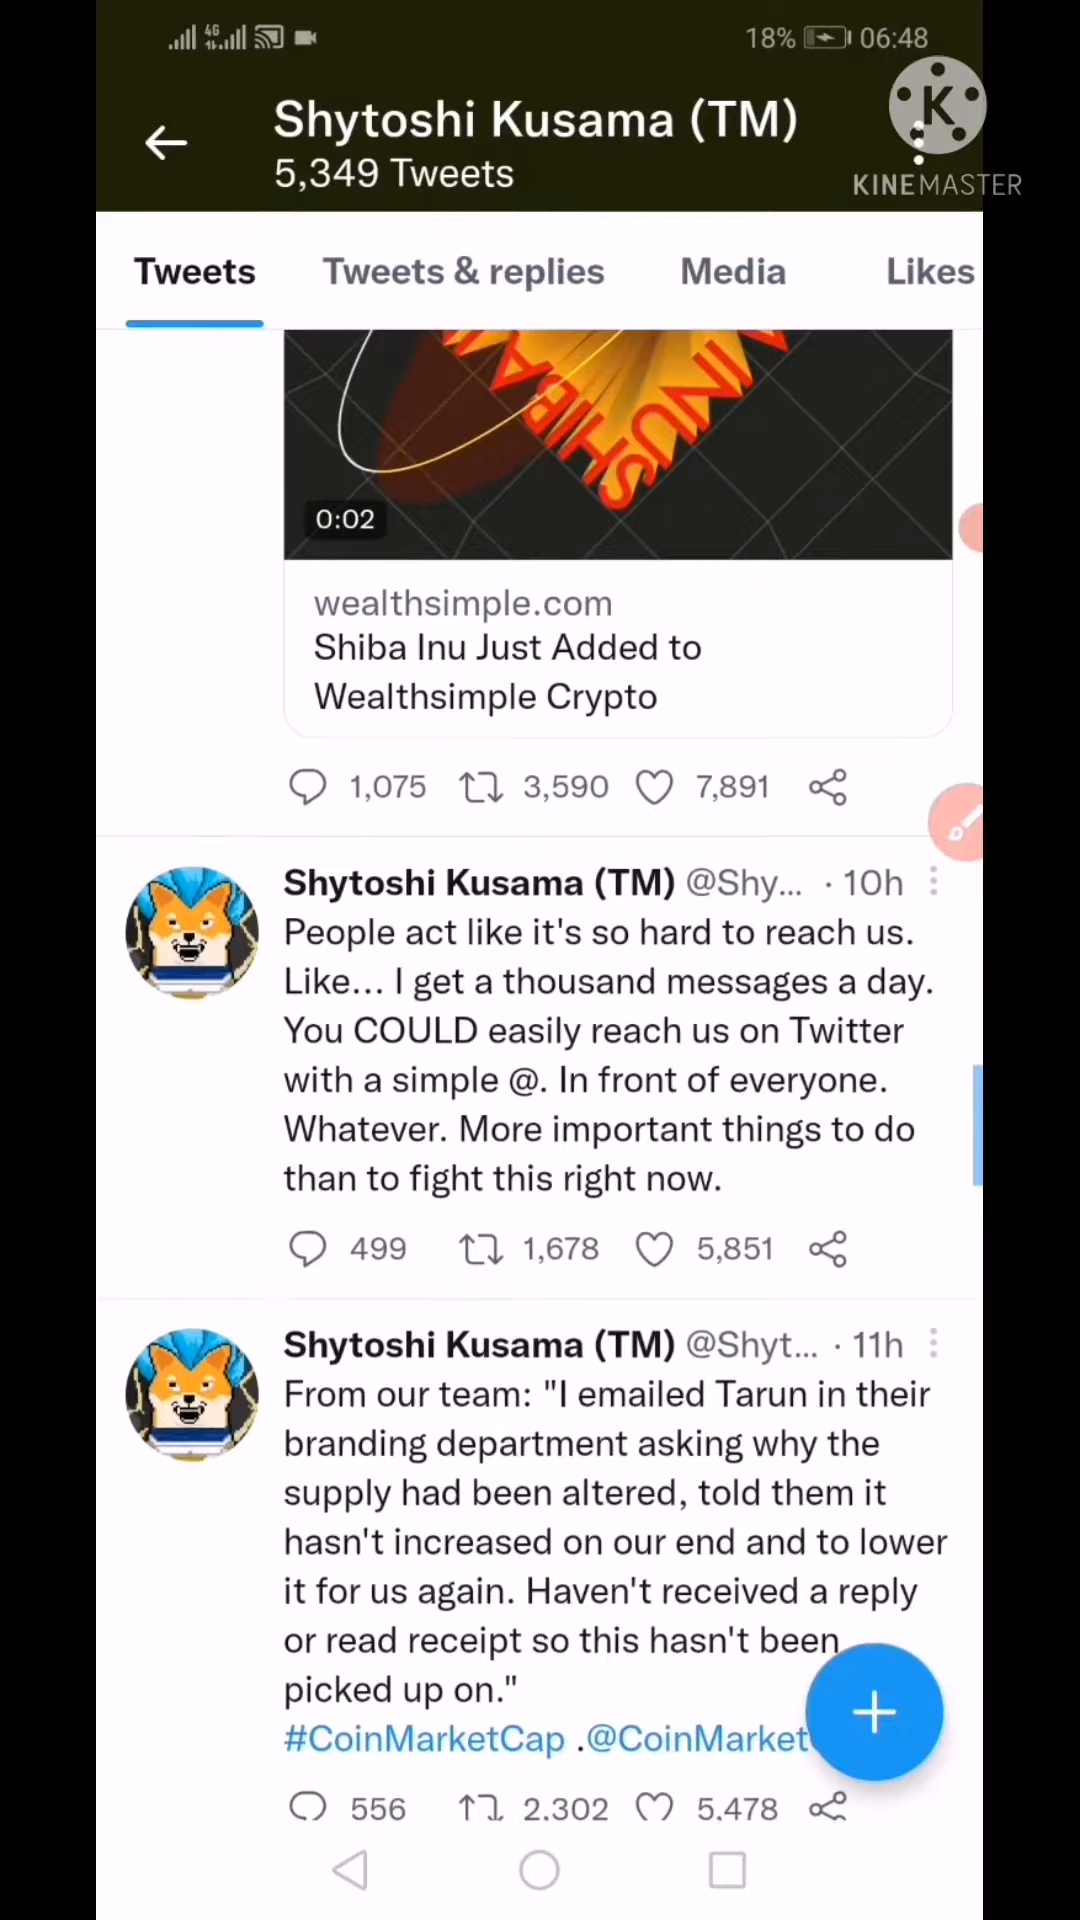 4G
18% 06:48
Shytoshi Kusama (TM)
5,349 Tweets
K
KINEMASTER
Tweets Tweets & replies Media Likes
SHIBA INU
0:02
wealthsimple.com
Shiba Inu Just Added to
Wealthsimple Crypto
1,075 3,590 7,891
Shytoshi Kusama (TM) @Shy... · 10h
People act like it's so hard to reach us.
Like... I get a thousand messages a day.
You COULD easily reach us on Twitter
with a simple @. In front of everyone.
Whatever. More important things to do
than to fight this right now.
499 1,678 5,851
Shytoshi Kusama (TM) @Shyt... · 11h
From our team: "I emailed Tarun in their
branding department asking why the
supply had been altered, told them it
hasn't increased on our end and to lower
it for us again. Haven't received a reply
or read receipt so this hasn't been
picked up on."
#CoinMarketCap .@CoinMarket
556 2,302 5,478